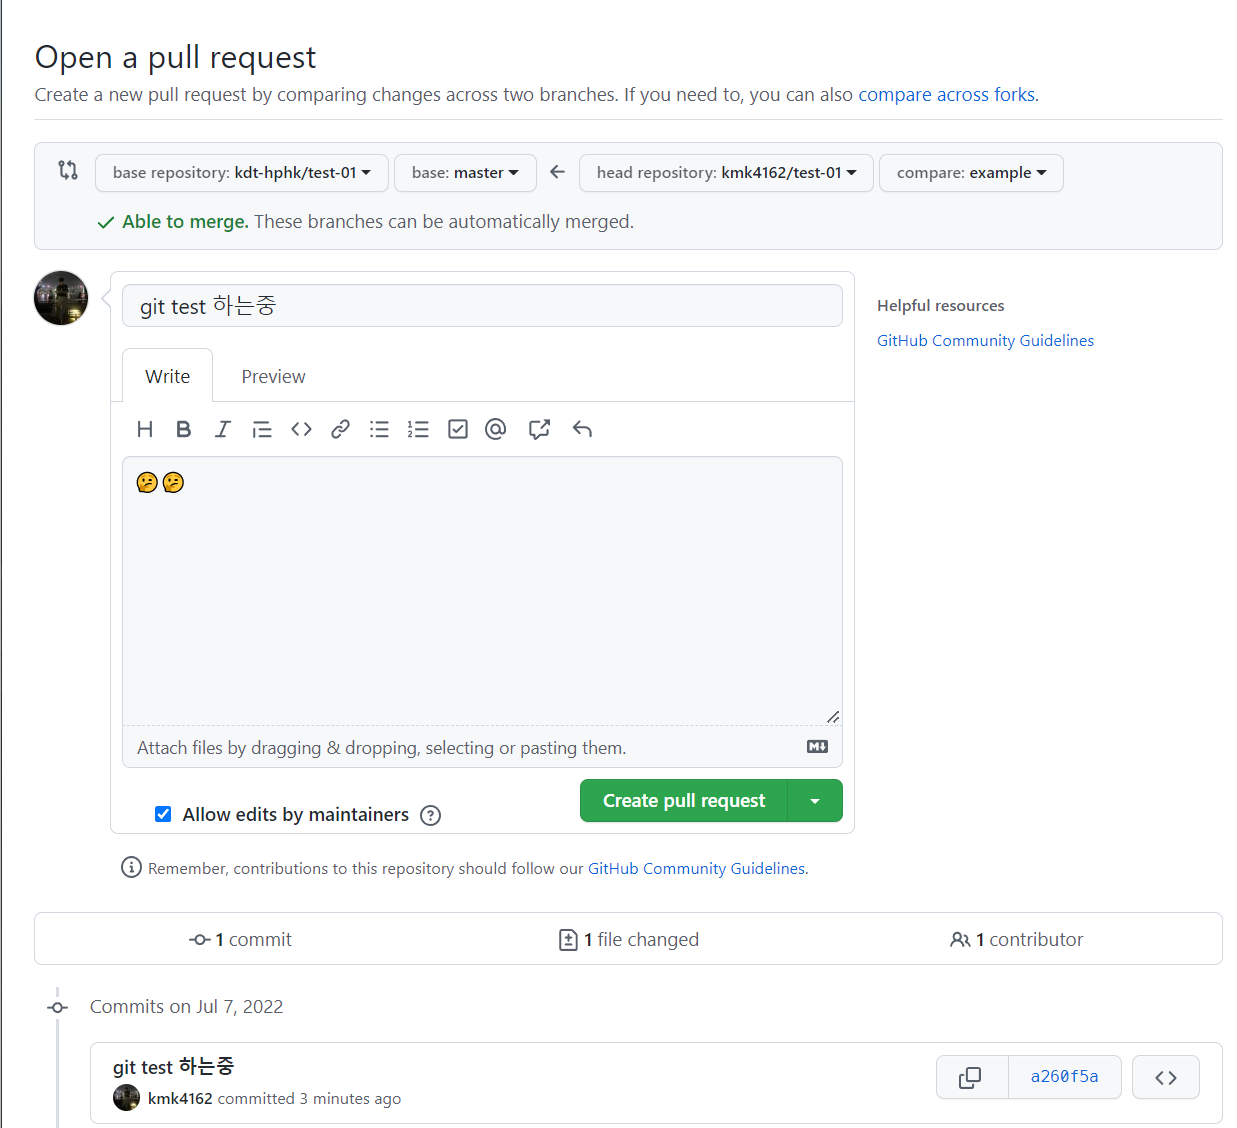 Open a pull request
Create a new pull request by comparing changes across two branches. If you need to, you can also compare across forks.
base repository: kdt-hphk/test-01 base: master head repository: kmk4162/test-01 compare: example
Able to merge. These branches can be automatically merged.
git test 하는중
Helpful resources
GitHub Community Guidelines
Write Preview
🤔🤔
Attach files by dragging & dropping, selecting or pasting them.
Allow edits by maintainers
Create pull request
Remember, contributions to this repository should follow our GitHub Community Guidelines.
1 commit 1 file changed 1 contributor
Commits on Jul 7, 2022
git test 하는중
a260f5a
kmk4162 committed 3 minutes ago